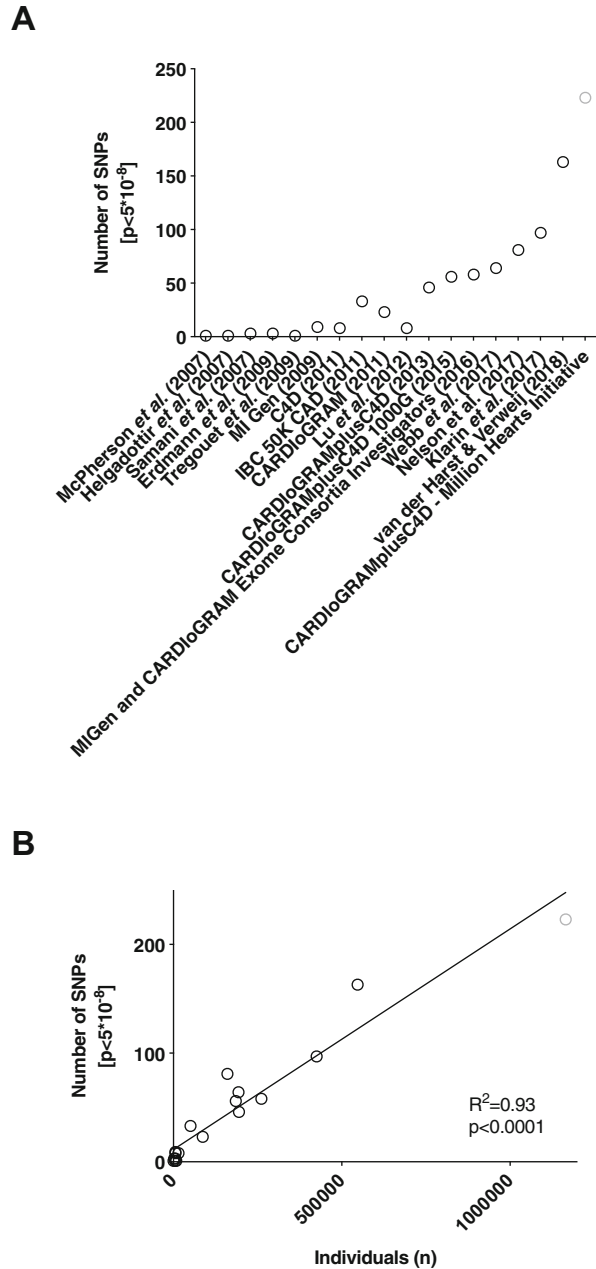 A
Number of SNPs
[p<5*10-8]
250
200
150
100
50
0
McPherson et al. (2007)
Helgadottir et al. (2007)
Samani et al. (2007)
Erdmann et al. (2009)
Tregouet et al. (2009)
MI Gen (2009)
C4D (2011)
IBC 50K CAD (2011)
CARDIoGRAM (2011)
Lu et al. (2012)
CARDIoGRAMplusC4D (2013)
CARDIoGRAMplusC4D 1000G (2015)
MIGen and CARDIoGRAM Exome Consortia Investigators (2016)
Webb et al. (2017)
Nelson et al. (2017)
Klarin et al. (2017)
van der Harst & Verweij (2018)
CARDIoGRAMplusC4D - Million Hearts Initiative
B
Number of SNPs
[p<5*10-8]
200
100
0
R2=0.93
p<0.0001
0
500000
1000000
Individuals (n)